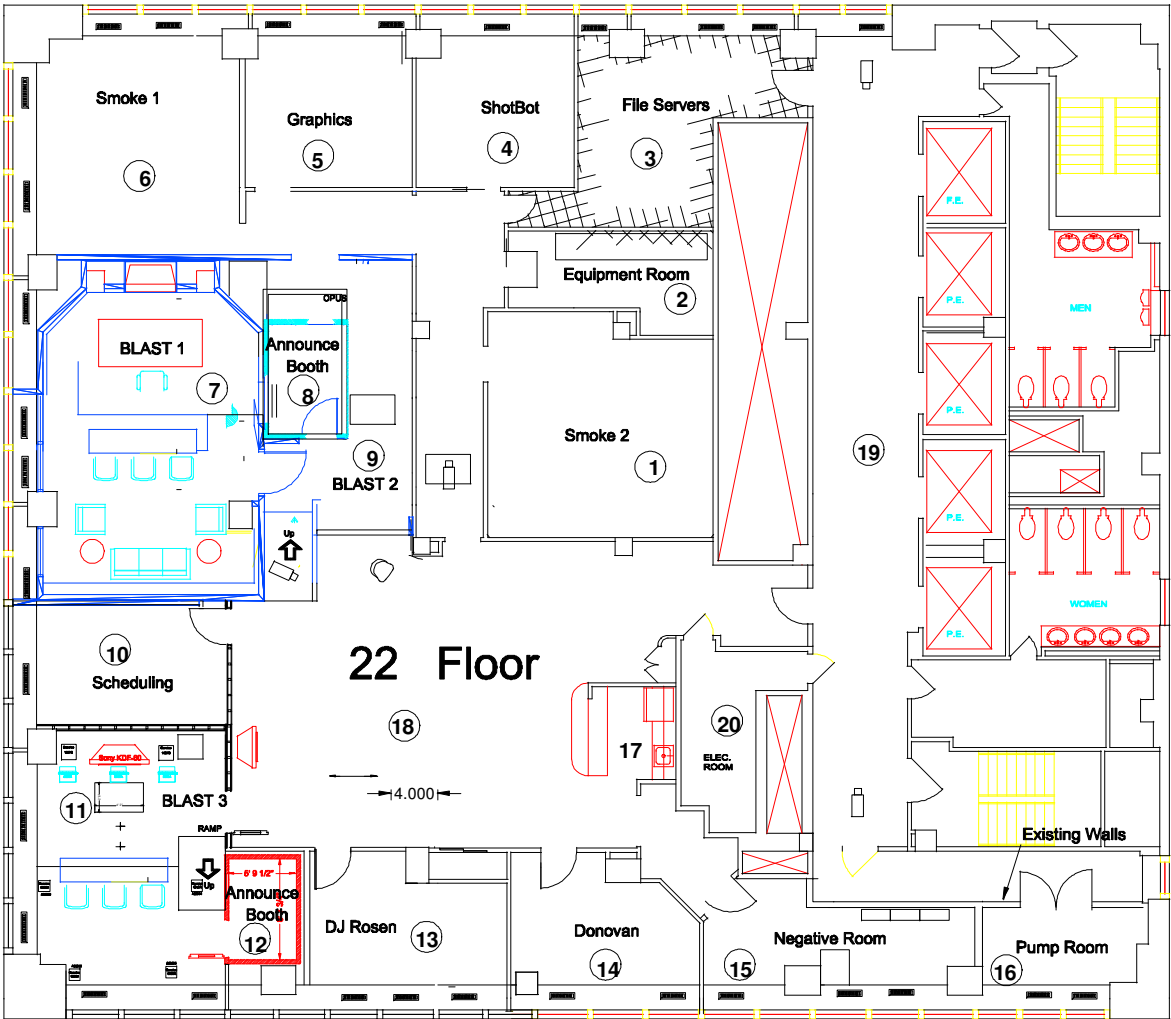 Smoke 1
6
Graphics
5
ShotBot
4
File Servers
3
Equipment Room
2
OPUS
BLAST 1
7
Announce
Booth
8
9
BLAST 2
Smoke 2
1
19
P.E.
P.E.
P.E.
P.E.
P.E.
MEN
WOMEN
Up
10
Scheduling
22 Floor
18
17
20
ELEC.
ROOM
4.000
Sony KDF-60
11
BLAST 3
RAMP
Up
5' 9 1/2"
Announce
Booth
12
DJ Rosen
13
Donovan
14
Negative Room
15
Existing Walls
Pump Room
16